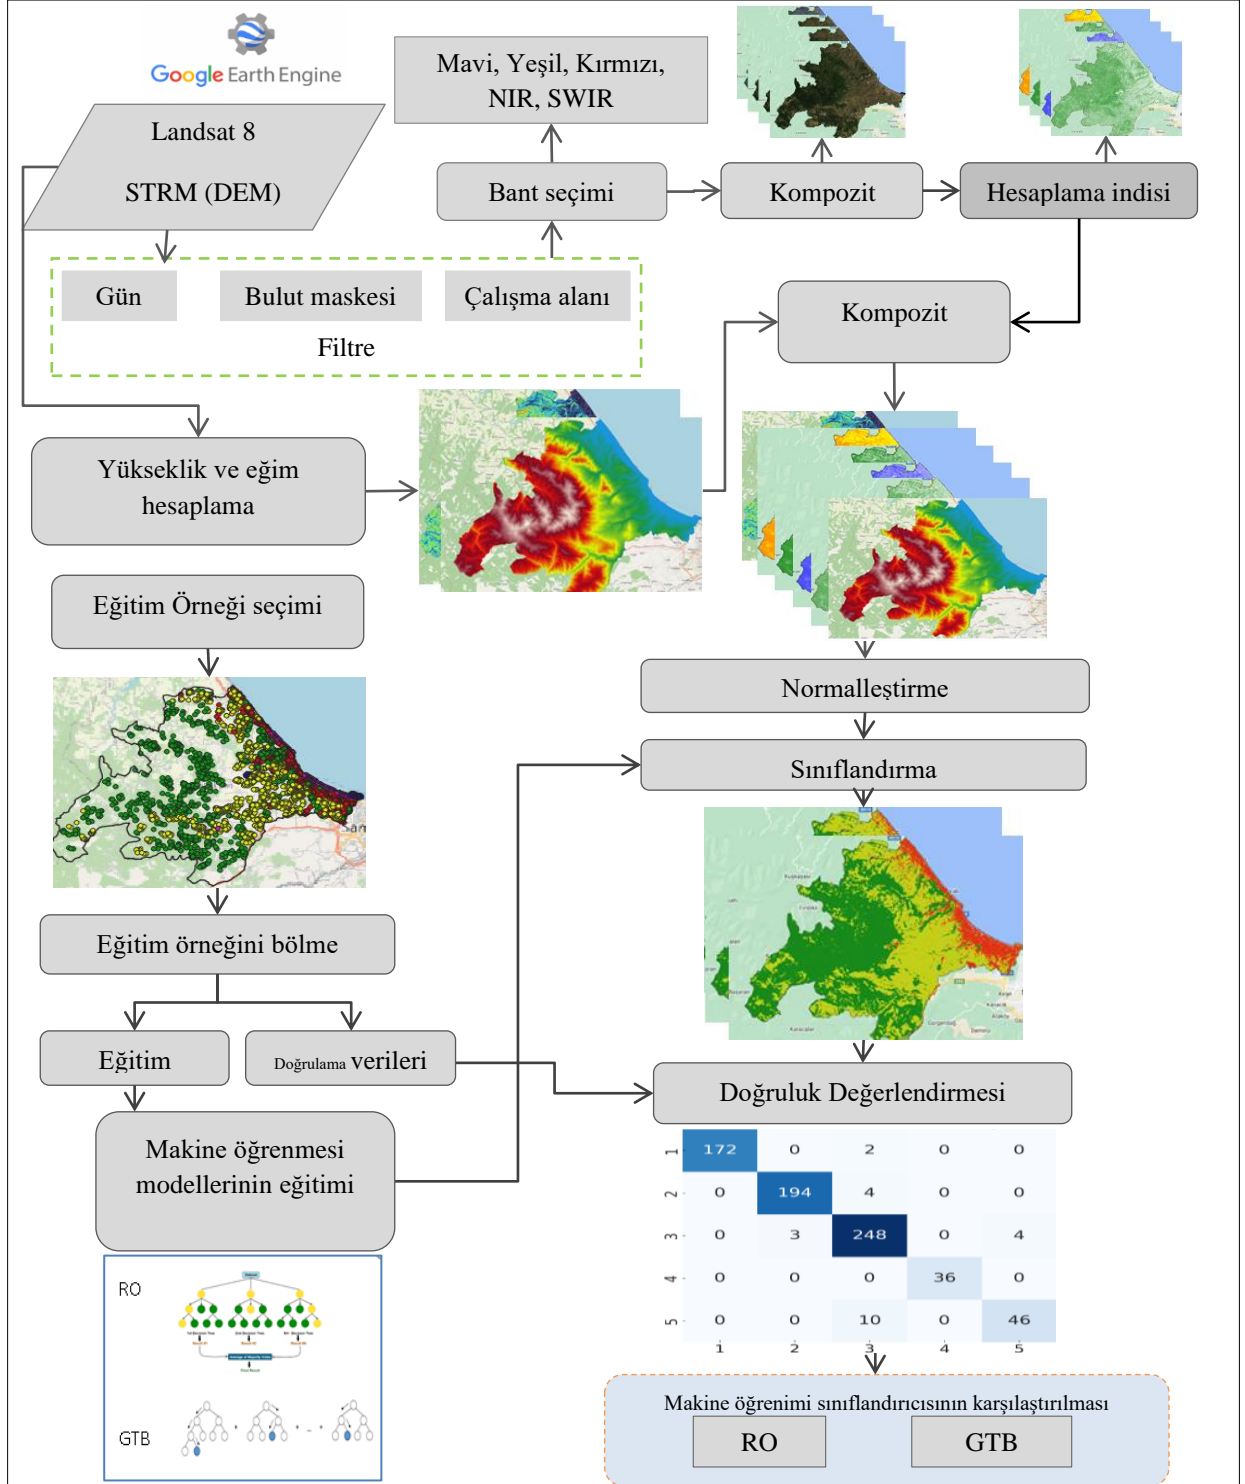 Google Earth Engine
Landsat 8
STRM (DEM)
Mavi, Yeşil, Kırmızı,
NIR, SWIR
Bant seçimi
Kompozit
Hesaplama indisi
Gün
Bulut maskesi
Çalışma alanı
Filtre
Kompozit
Yükseklik ve eğim
hesaplama
Eğitim Örneği seçimi
Normalleştirme
Sınıflandırma
Eğitim örneğini bölme
Eğitim
Doğrulama verileri
Doğruluk Değerlendirmesi
Makine öğrenmesi
modellerinin eğitimi
1 172 0 2 0 0
2 0 194 4 0 0
3 0 3 248 0 4
4 0 0 0 36 0
5 0 0 10 0 46
1 2 3 4 5
RO
GTB
Makine öğrenimi sınıflandırıcısının karşılaştırılması
RO
GTB